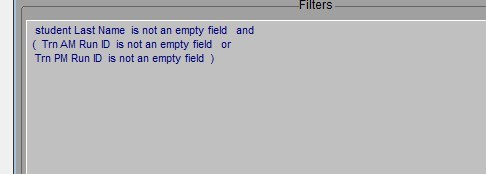 Filters
student Last Name is not an empty field and
( Trn AM Run ID is not an empty field or
Trn PM Run ID is not an empty field )